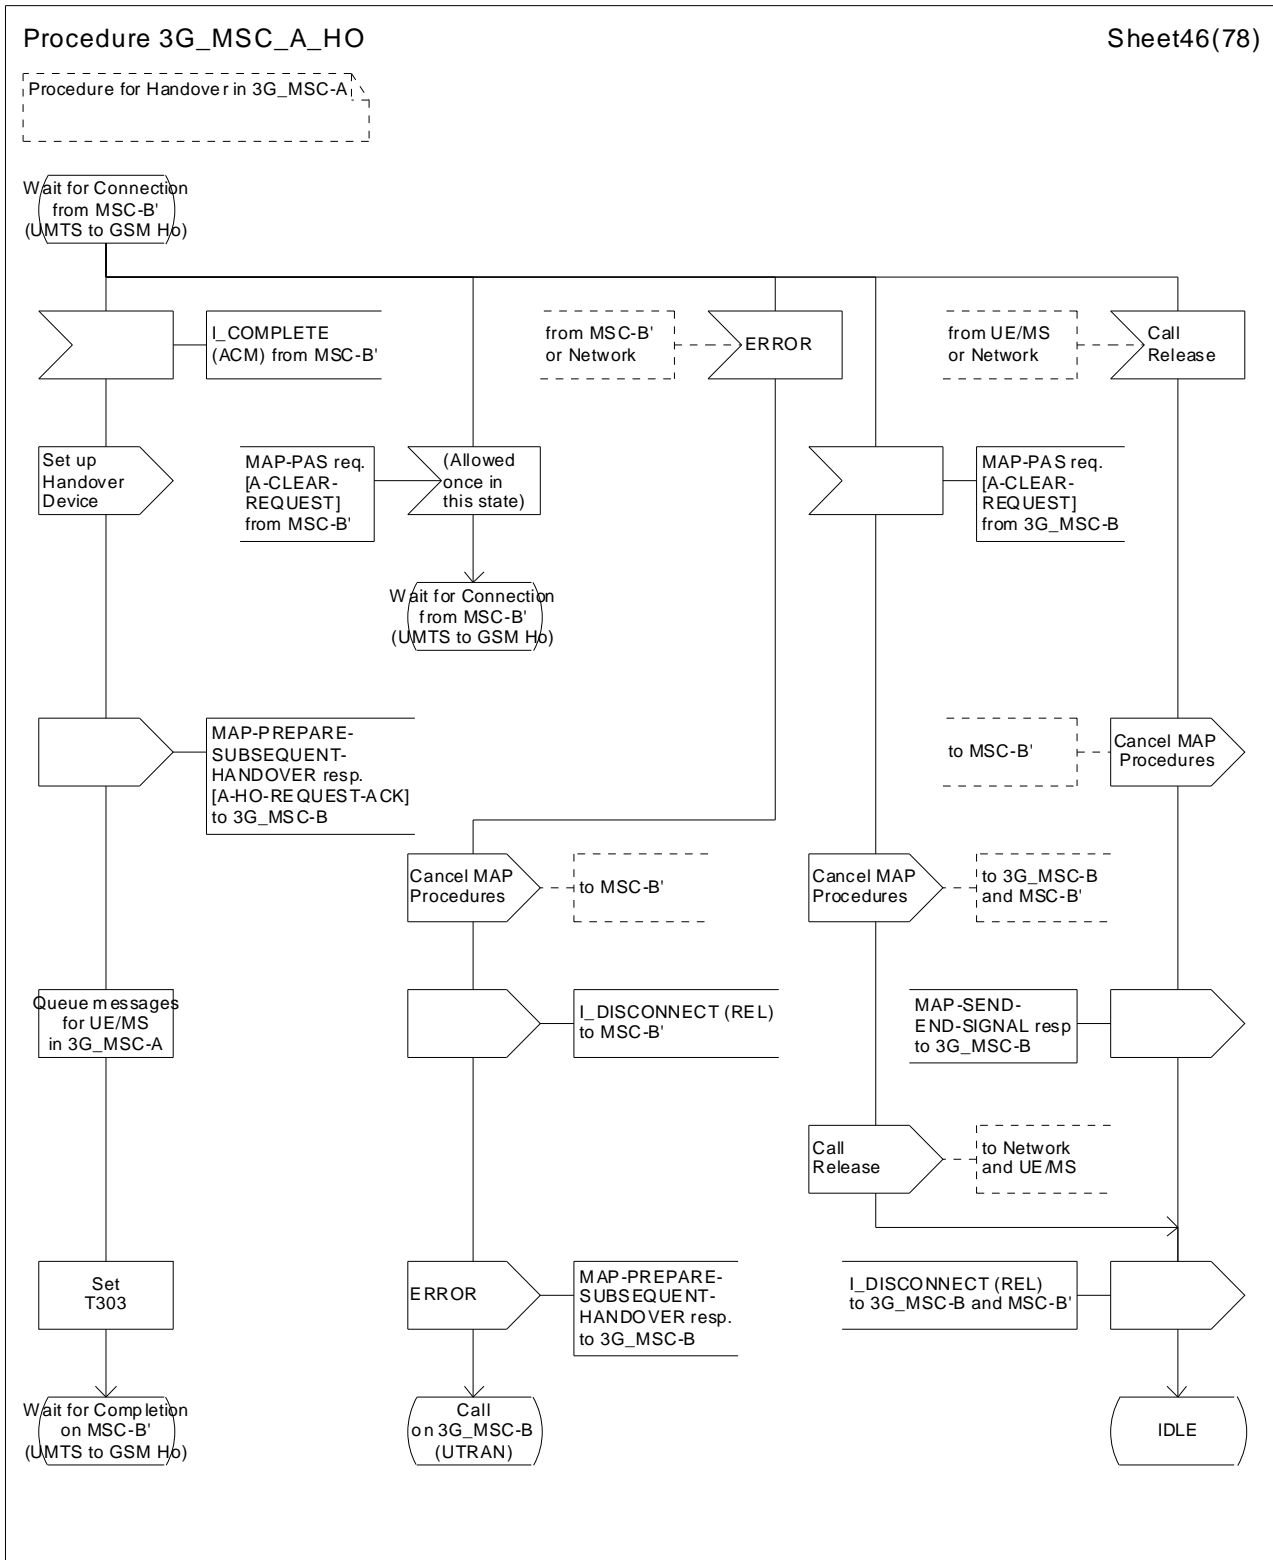 Procedure 3G_MSC_A_HO
Sheet46(78)
Procedure for Handover in 3G_MSC-A
Wait for Connection
from MSC-B'
(UMTS to GSM Ho)
I_COMPLETE
(ACM) from MSC-B'
from MSC-B'
or Network
ERROR
from UE/MS
or Network
Call
Release
Set up
Handover
Device
MAP-PAS req.
[A-CLEAR-
REQUEST]
from MSC-B'
(Allowed
once in
this state)
MAP-PAS req.
[A-CLEAR-
REQUEST]
from 3G_MSC-B
Wait for Connection
from MSC-B'
(UMTS to GSM Ho)
MAP-PREPARE-
SUBSEQUENT-
HANDOVER resp.
[A-HO-REQUEST-ACK]
to 3G_MSC-B
to MSC-B'
Cancel MAP
Procedures
Cancel MAP
Procedures
to MSC-B'
Cancel MAP
Procedures
to 3G_MSC-B
and MSC-B'
Queue messages
for UE/MS
in 3G_MSC-A
I_DISCONNECT (REL)
to MSC-B'
MAP-SEND-
END-SIGNAL resp
to 3G_MSC-B
Call
Release
to Network
and UE/MS
Set
T303
ERROR
MAP-PREPARE-
SUBSEQUENT-
HANDOVER resp.
to 3G_MSC-B
I_DISCONNECT (REL)
to 3G_MSC-B and MSC-B'
Wait for Completion
on MSC-B'
(UMTS to GSM Ho)
Call
on 3G_MSC-B
(UTRAN)
IDLE